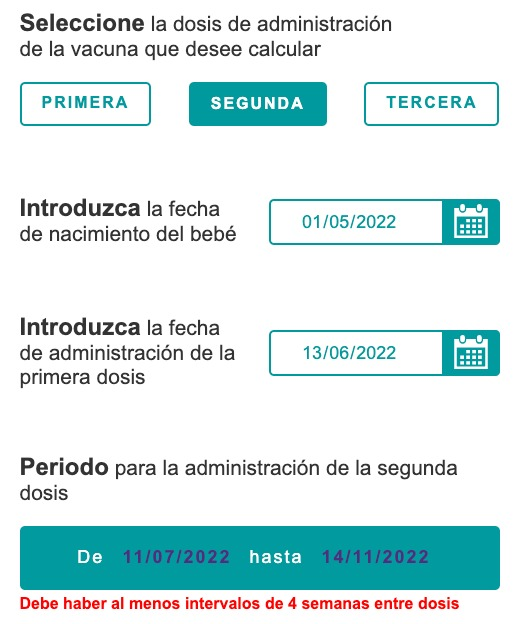 Seleccione la dosis de administración
de la vacuna que desee calcular
PRIMERA SEGUNDA TERCERA
Introduzca la fecha
de nacimiento del bebé
01/05/2022
Introduzca la fecha
de administración de la
primera dosis
13/06/2022
Periodo para la administración de la segunda
dosis
De 11/07/2022 hasta 14/11/2022
Debe haber al menos intervalos de 4 semanas entre dosis